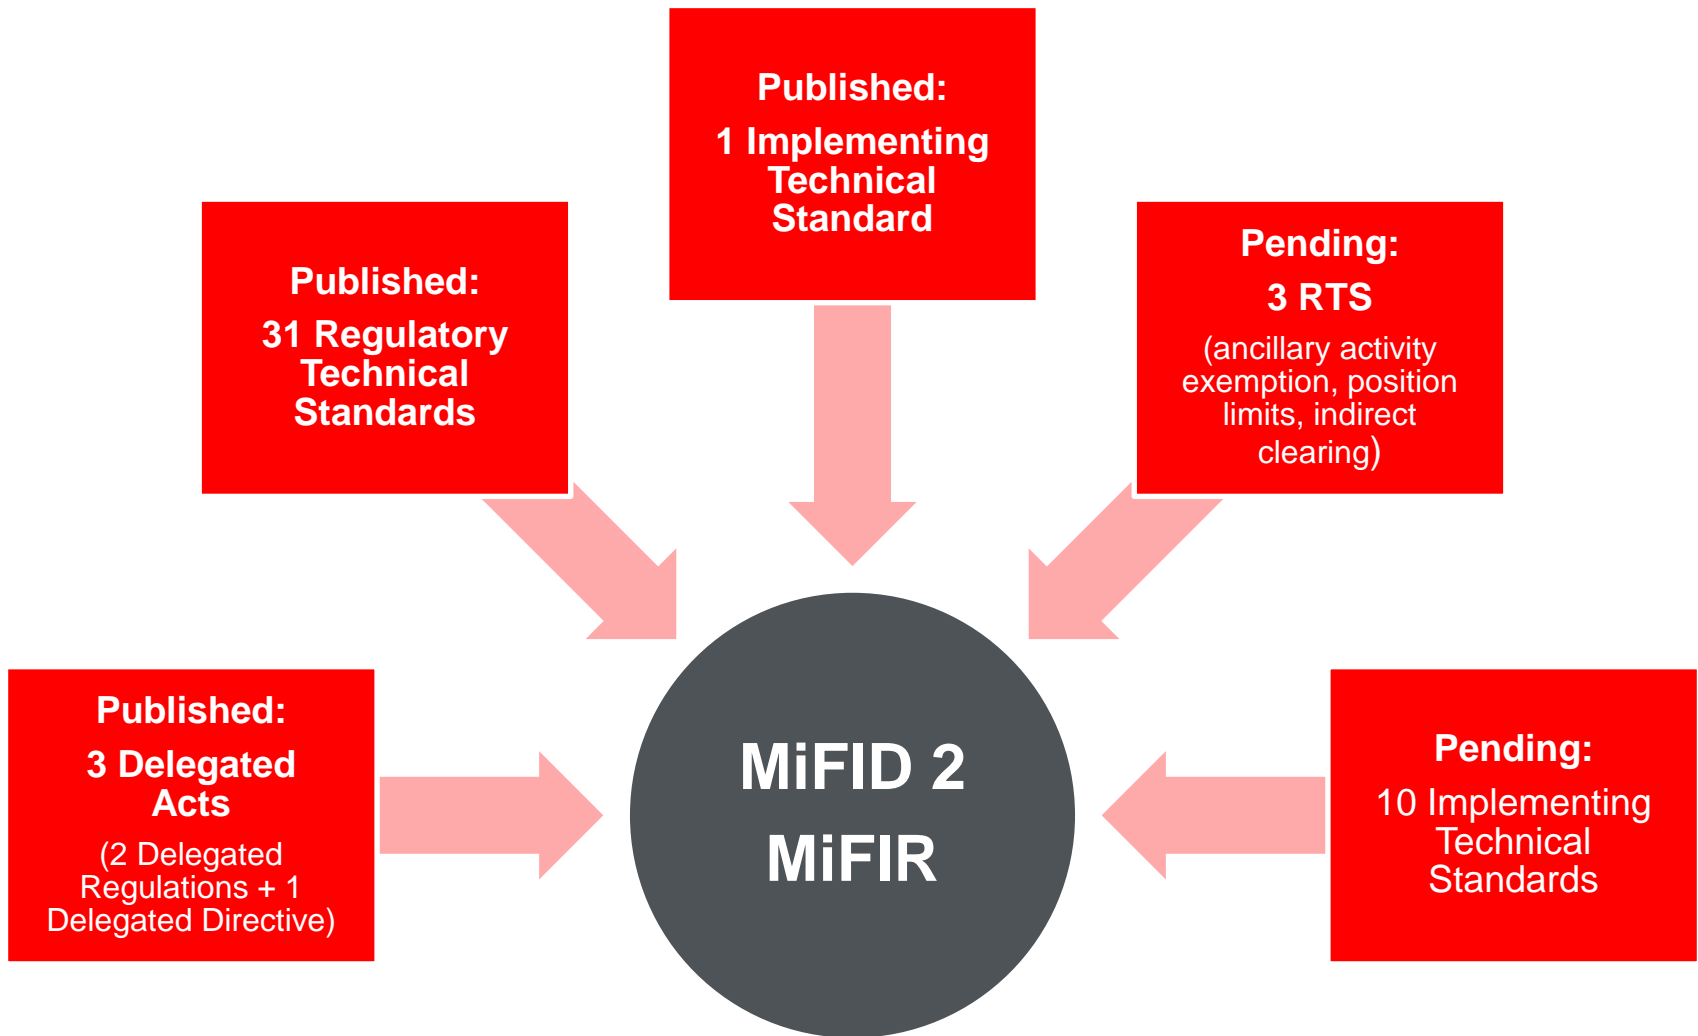 Published:
1 Implementing
Technical
Standard
Published:
31 Regulatory
Technical
Standards
Pending:
3 RTS
(ancillary activity
exemption, position
limits, indirect
clearing)
Published:
3 Delegated
Acts
(2 Delegated
Regulations + 1
Delegated Directive)
MiFID 2
MiFIR
Pending:
10 Implementing
Technical
Standards